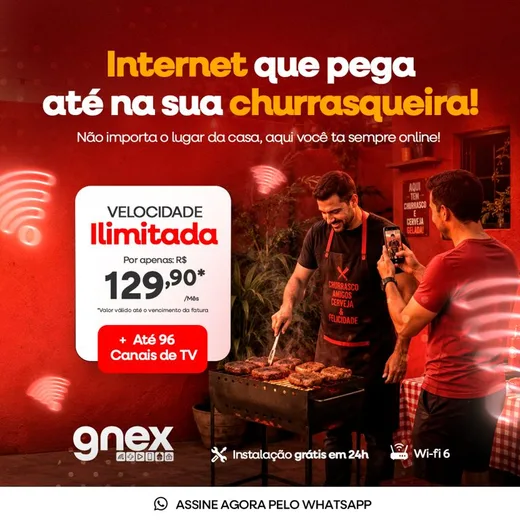 Internet que pega
até na sua churrasqueira!
Não importa o lugar da casa, aqui você ta sempre online!
VELOCIDADE
Ilimitada
Por apenas: R$
129,90*
/Mês
*Valor válido até o vencimento da fatura
+ Até 96
Canais de TV
AQUI
TEM
CHURRASCO
E
CERVEJA
GELADA!
CHURRASCO
AMIGOS
CERVEJA
&
FELICIDADE
gnex
Instalação grátis em 24h
Wi-fi 6
ASSINE AGORA PELO WHATSAPP